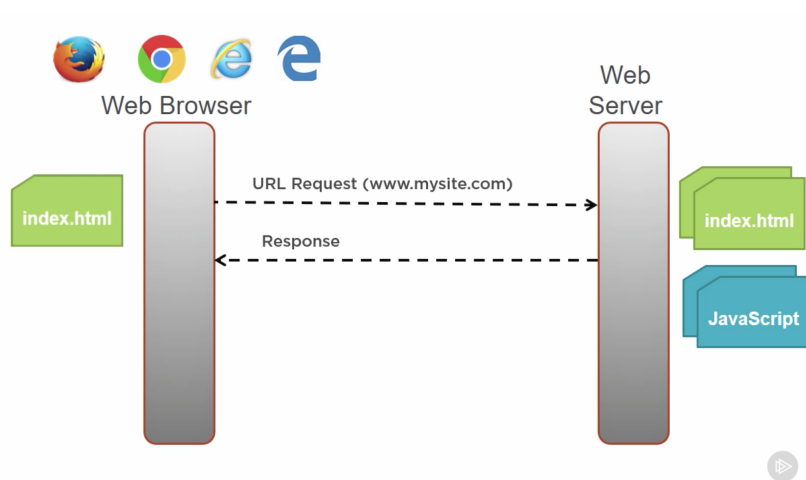 Web Browser
Web
Server
URL Request (www.mysite.com)
index.html
index.html
Response
JavaScript